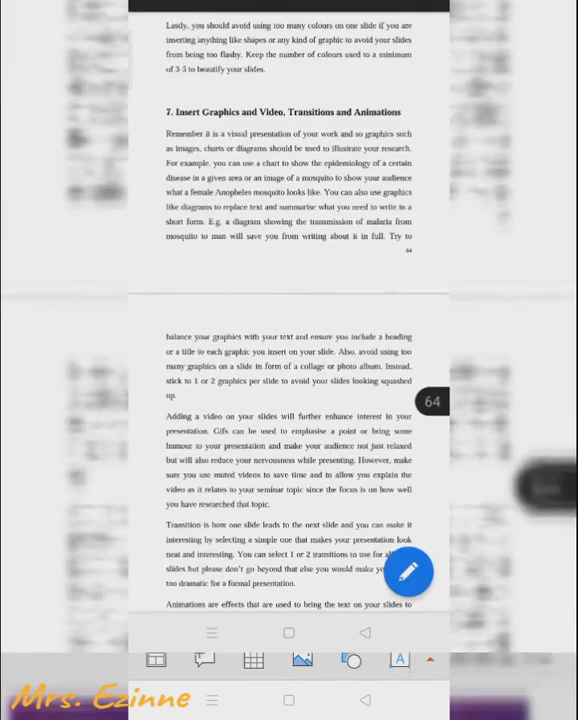 Lastly, you should avoid using too many colours on one slide if you are
inserting anything like shapes or any kind of graphic to avoid your slides
from being too flashy. Keep the number of colours used to a minimum
of 3-5 to beautify your slides.
7. Insert Graphics and Video, Transitions and Animations
Remember it is a visual presentation of your work and so graphics such
as images, charts or diagrams should be used to illustrate your research.
For example, you can use a chart to show the epidemiology of a certain
disease in a given area or an image of a mosquito to show your audience
what a female Anopheles mosquito looks like. You can also use graphics
like diagrams to replace text and summarise what you need to write in a
short form. E.g. a diagram showing the transmission of malaria from
mosquito to man will save you from writing about it in full. Try to
64
balance your graphics with your text and ensure you include a heading
or a title to each graphic you insert on your slide. Also, avoid using too
many graphics on a slide in form of a collage or photo album. Instead,
stick to 1 or 2 graphics per slide to avoid your slides looking squashed
up.
64
Adding a video on your slides will further enhance interest in your
presentation. Gifs can be used to emphasise a point or bring some
humour to your presentation and make your audience not just relaxed
but will also reduce your nervousness while presenting. However, make
sure you use muted videos to save time and to allow you explain the
video as it relates to your seminar topic since the focus is on how well
you have researched that topic.
Transition is how one slide leads to the next slide and you can make it
interesting by selecting a simple one that makes your presentation look
neat and interesting. You can select 1 or 2 transitions to use for
slides but please don't go beyond that else you would make
too dramatic for a formal presentation.
Animations are effects that are used to bring the text on your slides to
A
Mrs. Ezinne